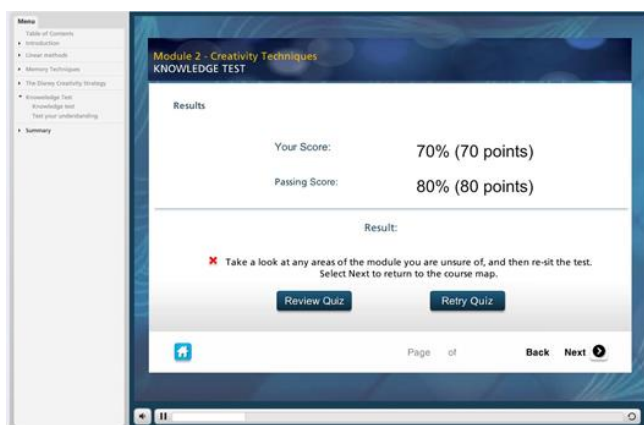 Menu
Table of Contents
Introduction
Linear methods
Memory Techniques
The Disney Creativity Strategy
Knowledge Test
Knowledge test
Test your understanding
Summary
Module 2 - Creativity Techniques
KNOWLEDGE TEST
Results
Your Score: 70% (70 points)
Passing Score: 80% (80 points)
Result:
Take a look at any areas of the module you are unsure of, and then re-sit the test.
Select Next to return to the course map.
Review Quiz Retry Quiz
Page of Back Next